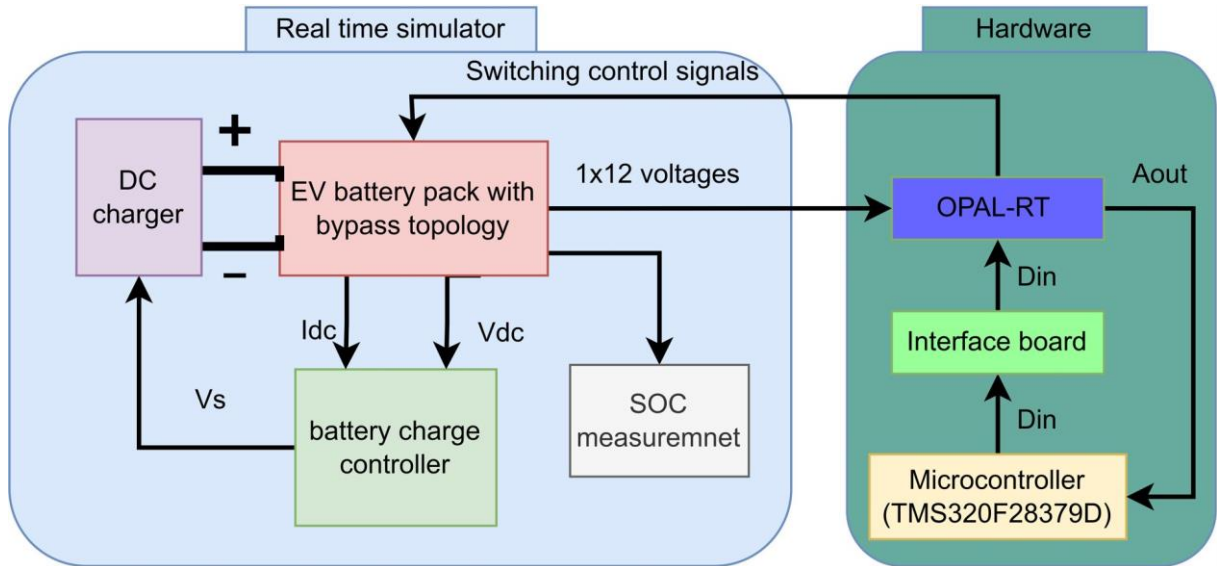 Real time simulator
Hardware
Switching control signals
+
DC
charger
EV battery pack with
bypass topology
1x12 voltages
OPAL-RT
Aout
−
Idc
Vdc
Din
Interface board
Vs
battery charge
controller
SOC
measuremnet
Din
Microcontroller
(TMS320F28379D)